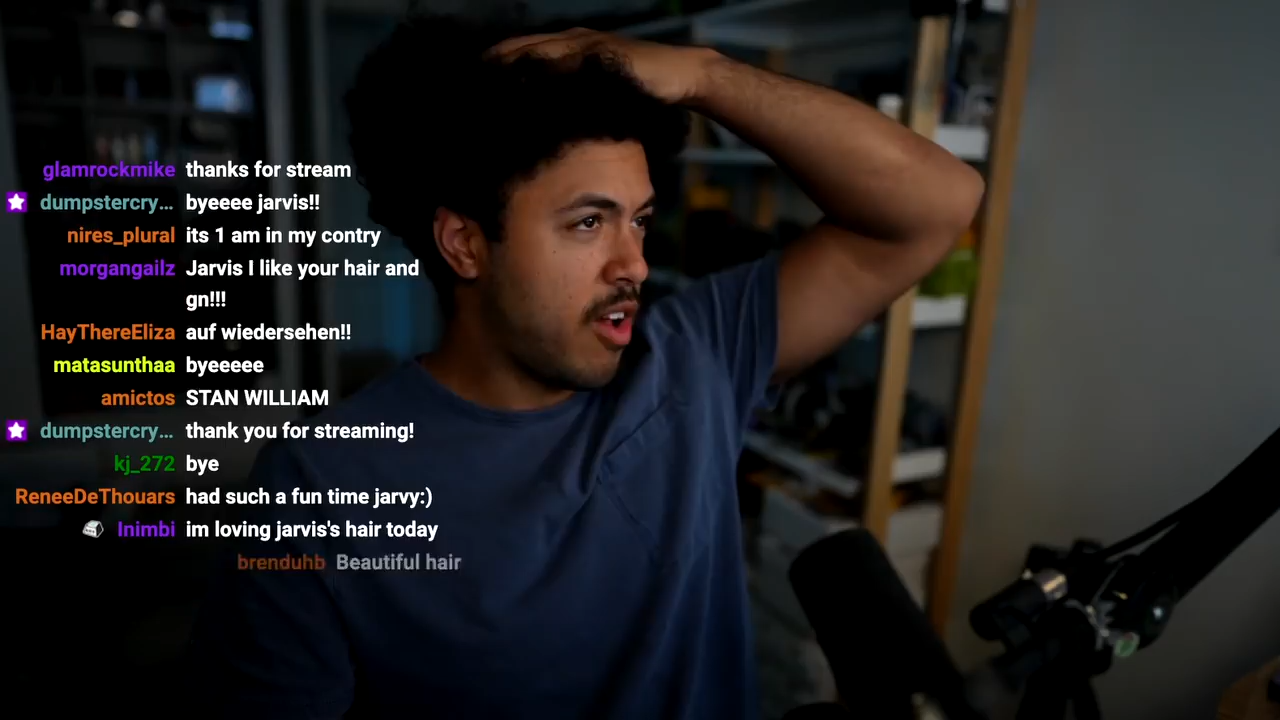 glamrockmike thanks for stream
dumpstercry... byeeee jarvis!!
nires_plural its 1 am in my contry
morgangailz Jarvis I like your hair and
gn!!!
HayThereEliza auf wiedersehen!!
matasunthaa byeeeee
amictos STAN WILLIAM
dumpstercry... thank you for streaming!
kj_272 bye
ReneeDeThouars had such a fun time jarvy:)
Inimbi im loving jarvis's hair today
brenduhb Beautiful hair